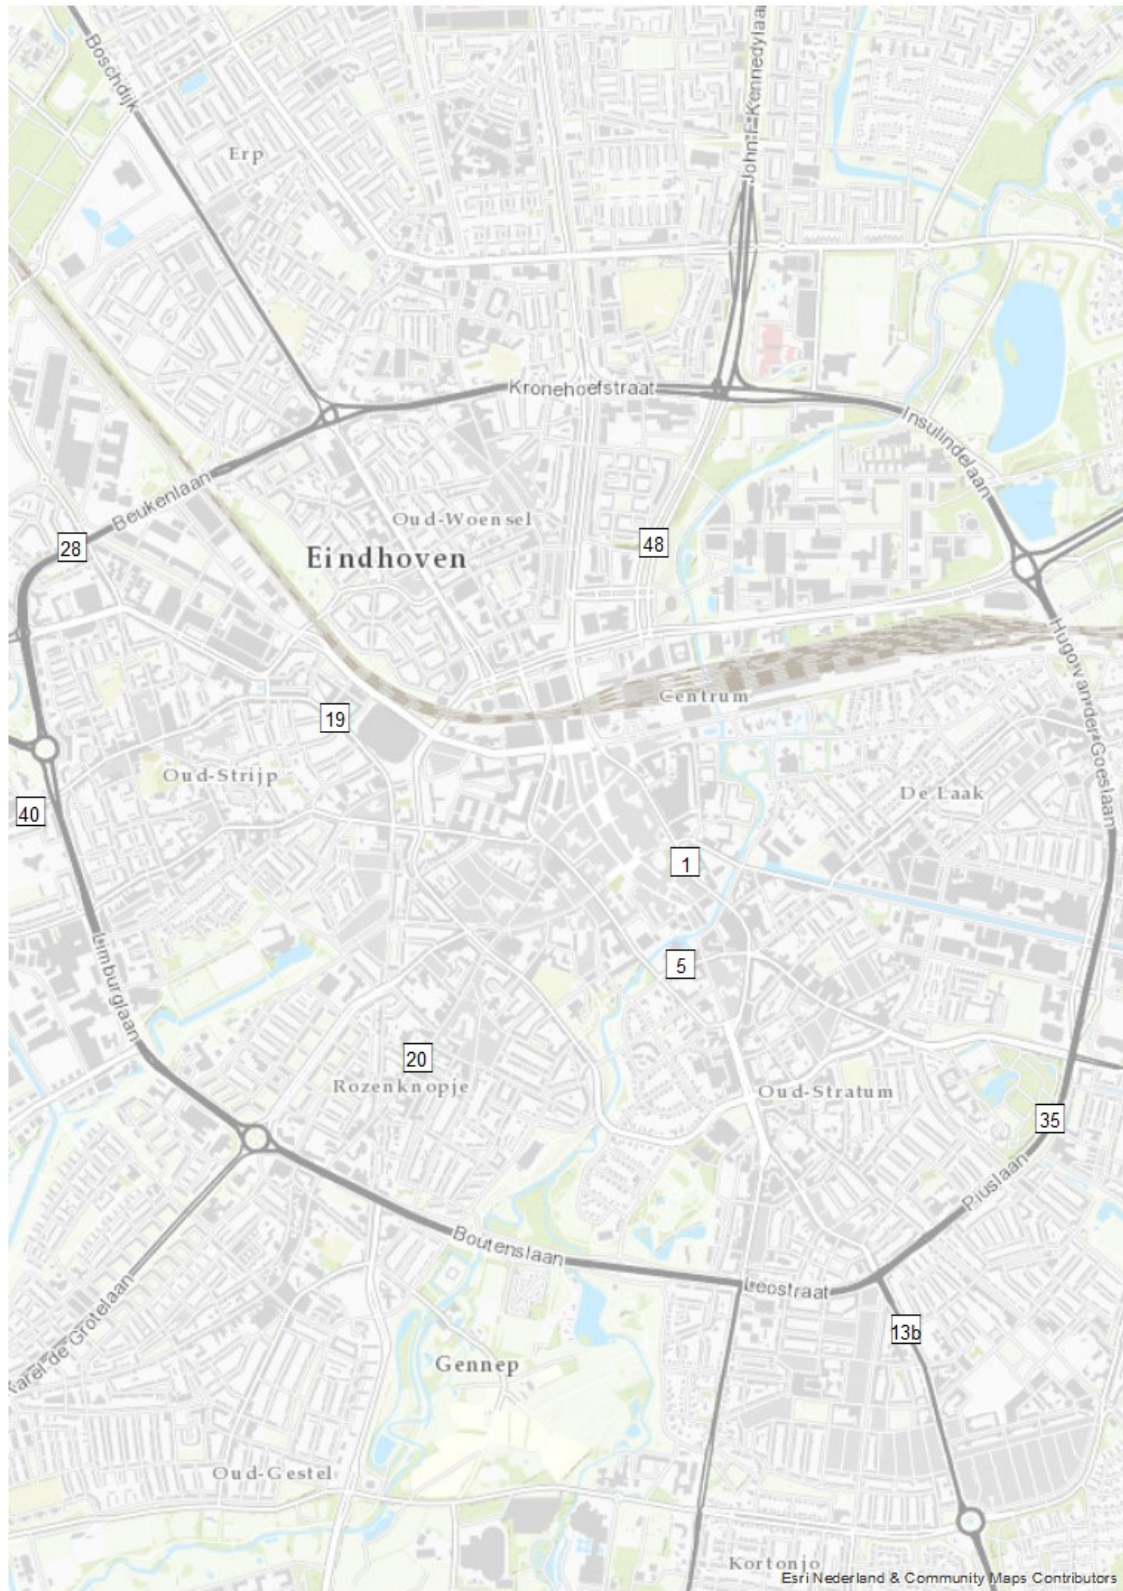 Boschdijk
John F. Kennedylaan
Erp
Kronehoefstraat
Insulindelaan
Beukenlaan
Oud-Woensel
48
28
Eindhoven
Hugo van der Goeslaan
Centrum
19
Oud-Strijp
De Laak
40
1
Limburglaan
5
20
Rozenknopje
Oud-Stratum
35
Piuslaan
Boutenslaan
Leostraat
Karel de Grotelaan
13b
Gennep
Oud-Gestel
Kortonjo
Esri Nederland & Community Maps Contributors